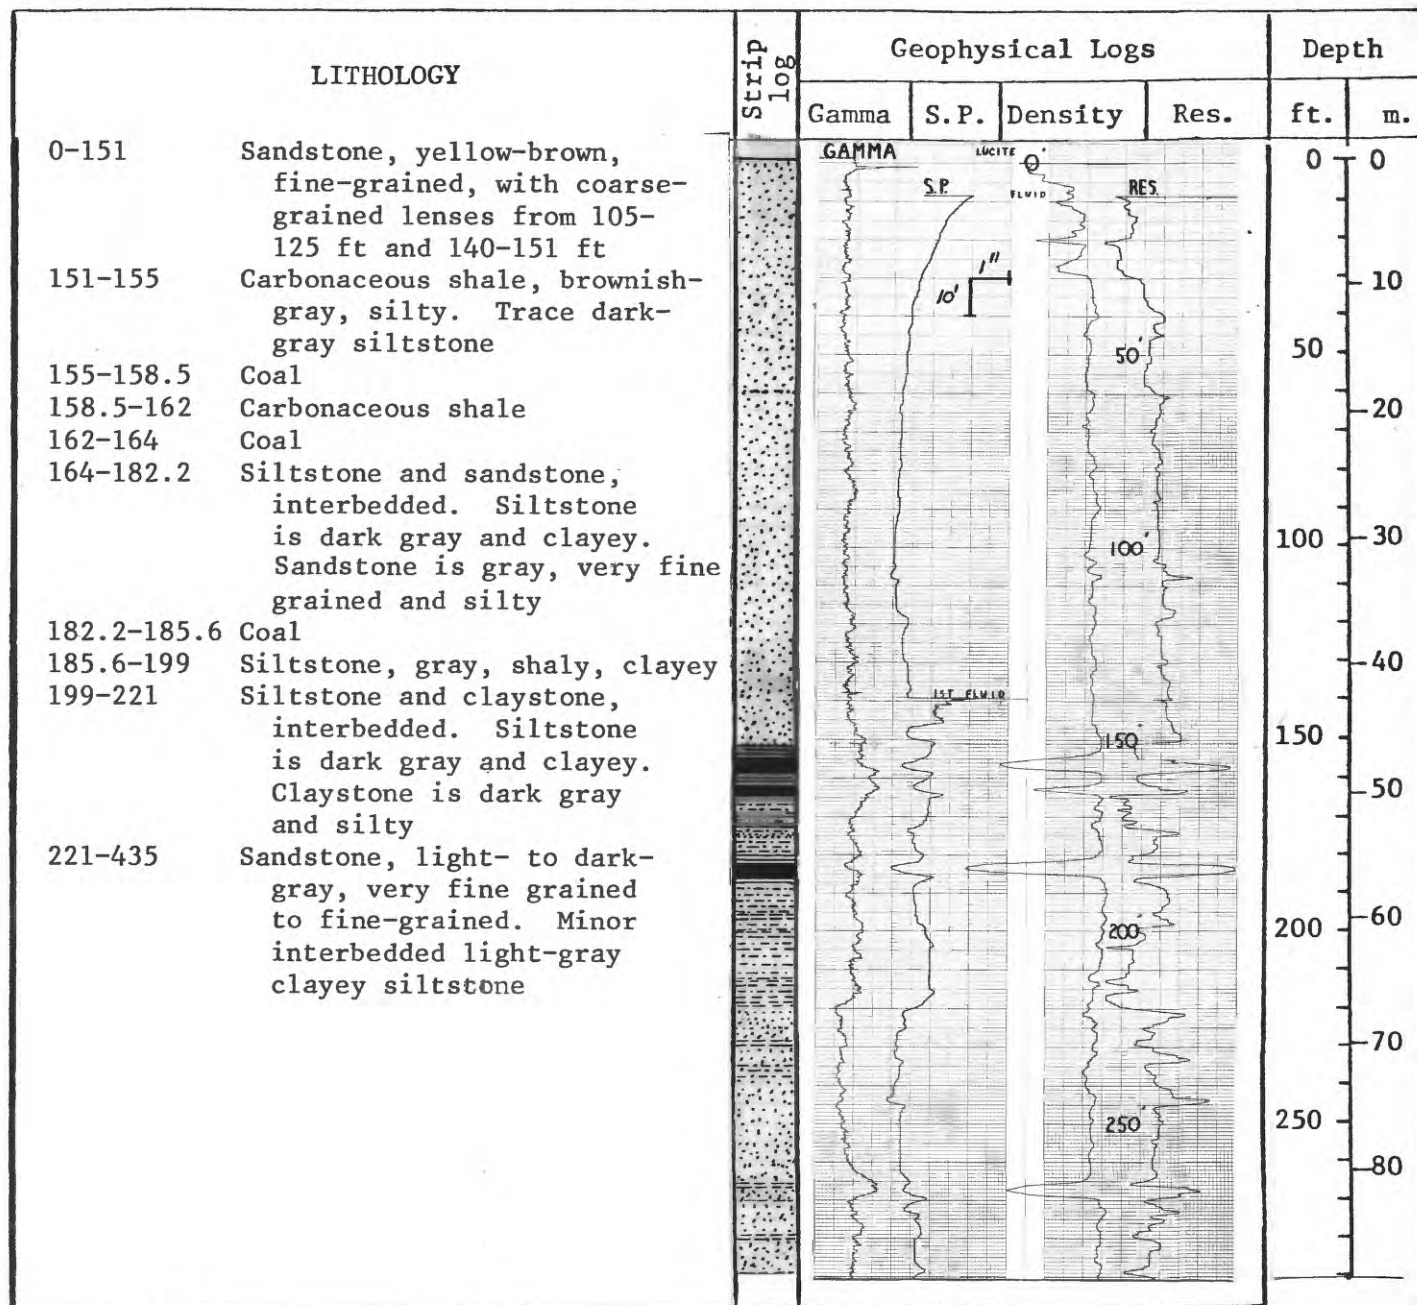 LITHOLOGY
Strip log
Geophysical Logs
Depth
Gamma
S.P.
Density
Res.
ft.
m.
0-151 Sandstone, yellow-brown,
fine-grained, with coarse-
grained lenses from 105-
125 ft and 140-151 ft
151-155 Carbonaceous shale, brownish-
gray, silty. Trace dark-
gray siltstone
155-158.5 Coal
158.5-162 Carbonaceous shale
162-164 Coal
164-182.2 Siltstone and sandstone,
interbedded. Siltstone
is dark gray and clayey.
Sandstone is gray, very fine
grained and silty
182.2-185.6 Coal
185.6-199 Siltstone, gray, shaly, clayey
199-221 Siltstone and claystone,
interbedded. Siltstone
is dark gray and clayey.
Claystone is dark gray
and silty
221-435 Sandstone, light- to dark-
gray, very fine grained
to fine-grained. Minor
interbedded light-gray
clayey siltstone
GAMMA
LUCITE
0'
S.P.
FLUID
RES.
1"
10'
50'
100'
1ST FLUID
150'
200'
250'
0
50
100
150
200
250
0
10
20
30
40
50
60
70
80